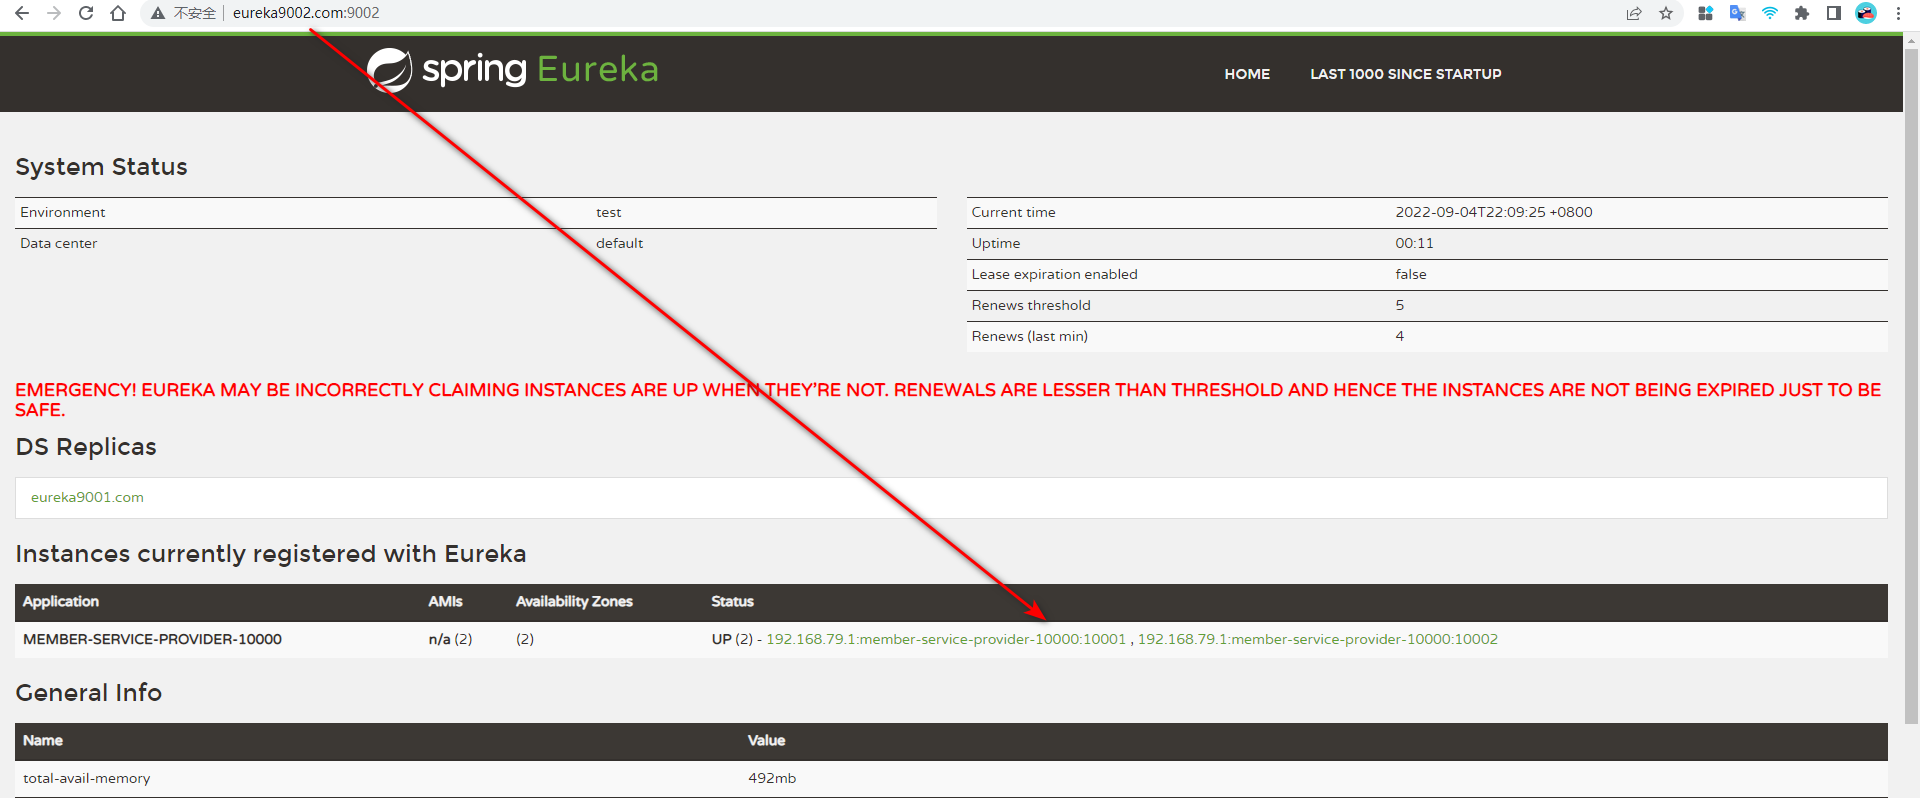 不安全 eureka9002.com:9002
spring Eureka
HOME LAST 1000 SINCE STARTUP
System Status
Environment test
Data center default
Current time 2022-09-04T22:09:25 +0800
Uptime 00:11
Lease expiration enabled false
Renews threshold 5
Renews (last min) 4
EMERGENCY! EUREKA MAY BE INCORRECTLY CLAIMING INSTANCES ARE UP WHEN THEY'RE NOT. RENEWALS ARE LESSER THAN THRESHOLD AND HENCE THE INSTANCES ARE NOT BEING EXPIRED JUST TO BE
SAFE.
DS Replicas
eureka9001.com
Instances currently registered with Eureka
Application AMIs Availability Zones Status
MEMBER-SERVICE-PROVIDER-10000 n/a (2) (2) UP (2) - 192.168.79.1:member-service-provider-10000:10001 , 192.168.79.1:member-service-provider-10000:10002
General Info
Name Value
total-avail-memory 492mb